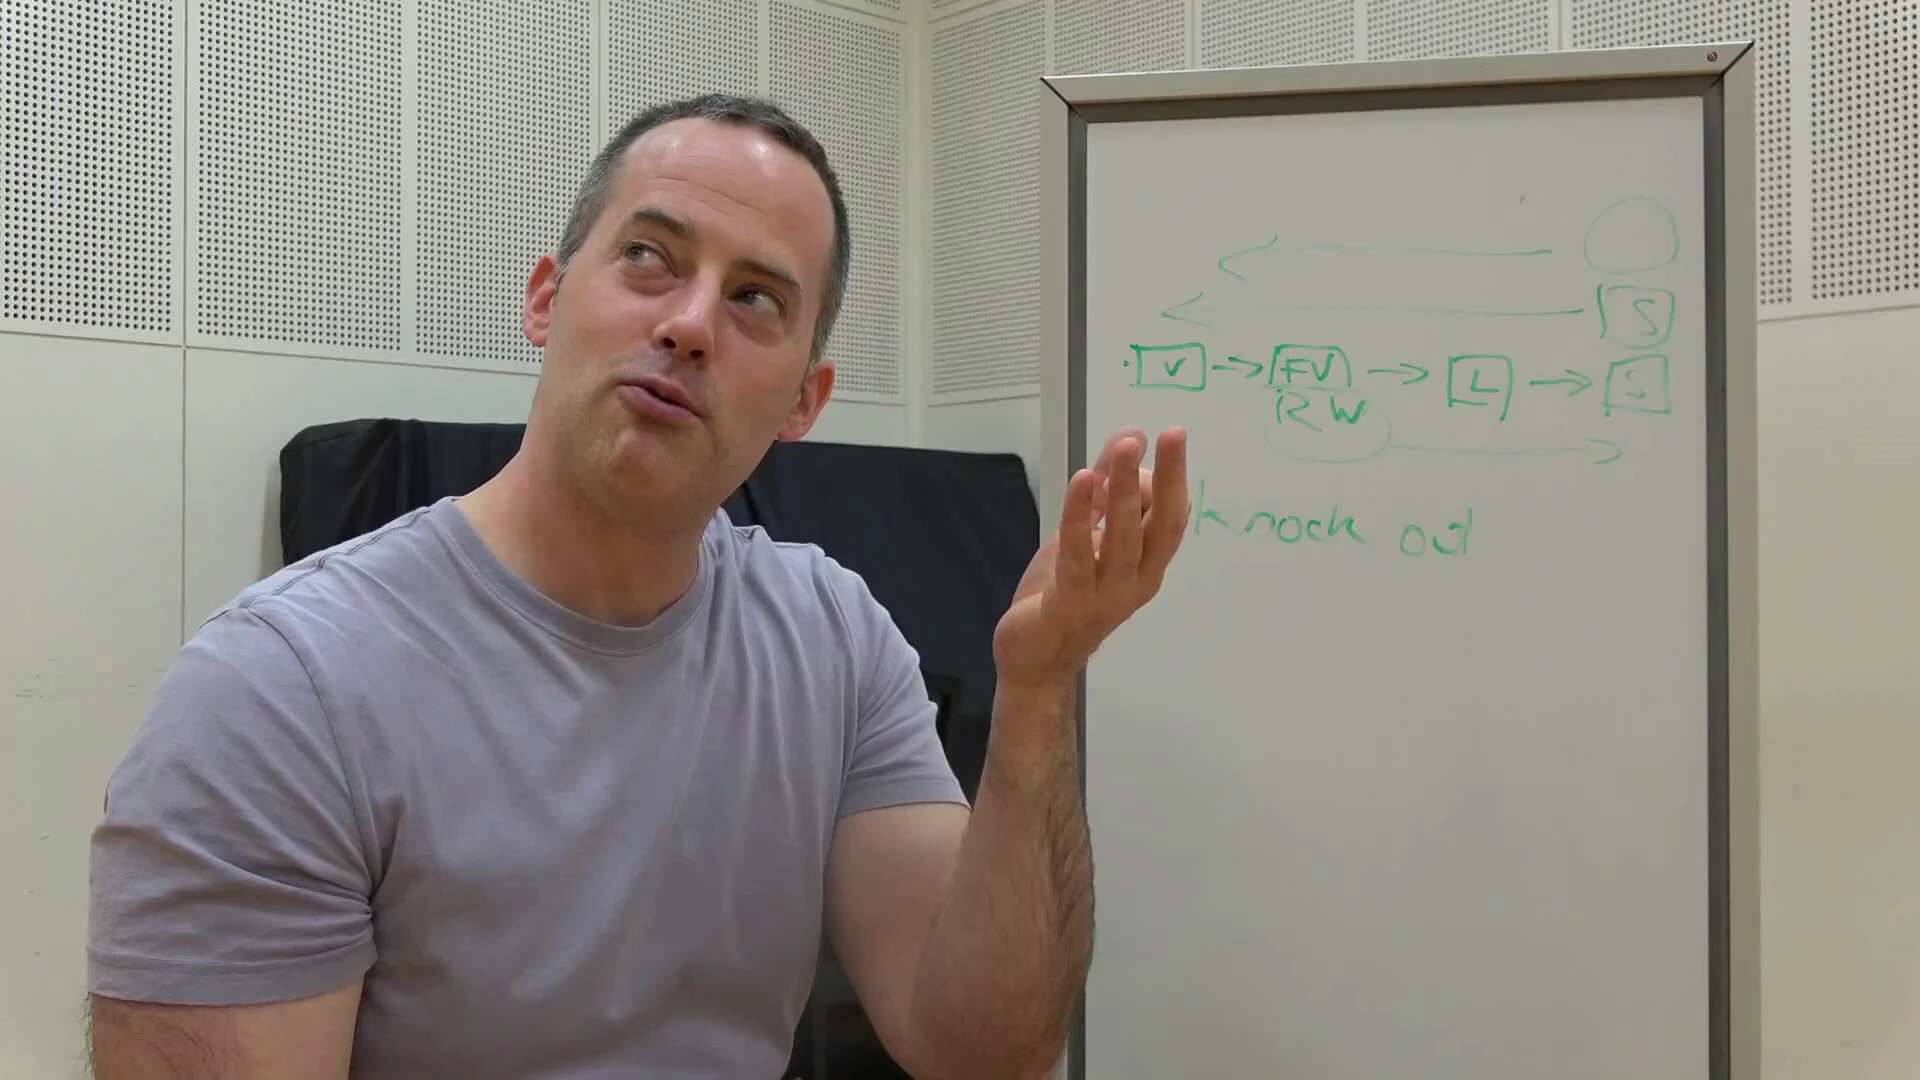 S
V → FV → L → S
RW
knock out